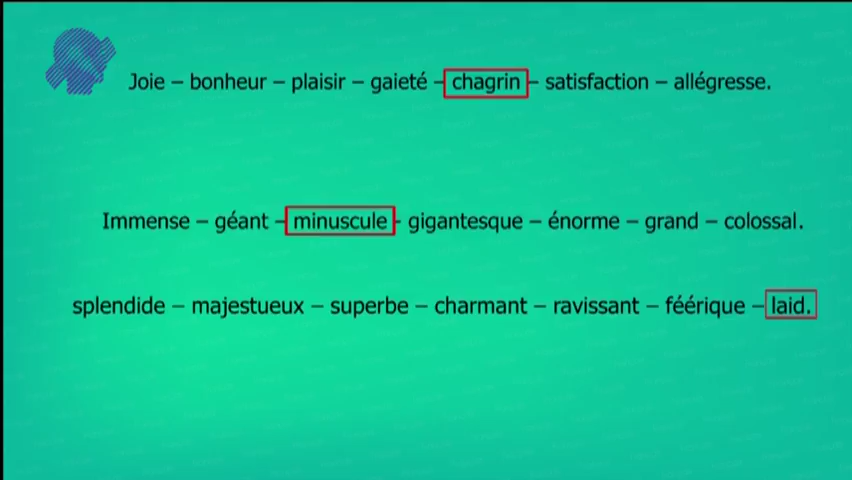 Joie – bonheur – plaisir – gaieté – chagrin – satisfaction – allégresse.
Immense – géant – minuscule - gigantesque – énorme – grand – colossal.
splendide – majestueux – superbe – charmant – ravissant – féérique – laid.